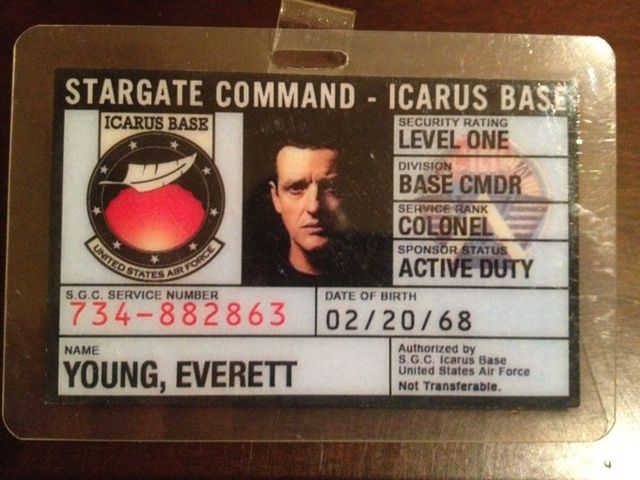 STARGATE COMMAND - ICARUS BASE
ICARUS BASE
UNITED STATES AIR FORCE
SECURITY RATING
LEVEL ONE
DIVISION
BASE CMDR
SERVICE RANK
COLONEL
SPONSOR STATUS
ACTIVE DUTY
S.G.C. SERVICE NUMBER
734-882863
DATE OF BIRTH
02/20/68
NAME
YOUNG, EVERETT
Authorized by
S.G.C. Icarus Base
United States Air Force
Not Transferable.